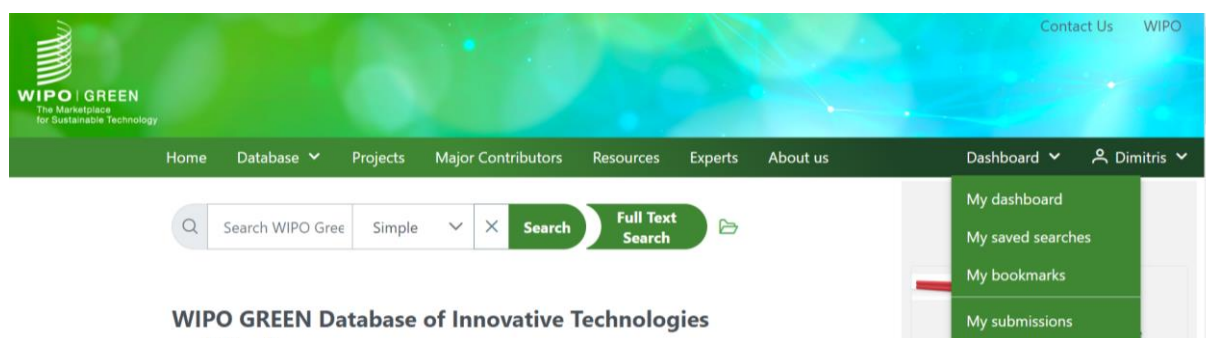 Contact Us WIPO
WIPO | GREEN
The Marketplace
for Sustainable Technology
Home Database Projects Major Contributors Resources Experts About us Dashboard Dimitris
My dashboard
My saved searches
My bookmarks
My submissions
Search WIPO Gree Simple Search Full Text
Search
WIPO GREEN Database of Innovative Technologies